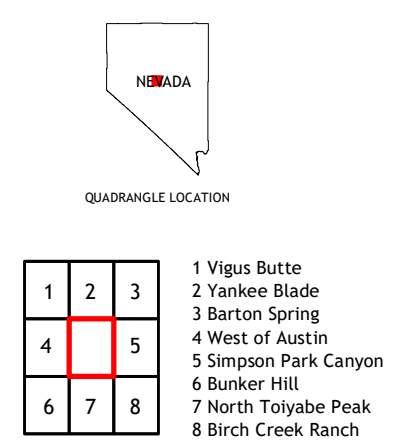 NEVADA
QUADRANGLE LOCATION
1 2 3
4 5
6 7 8
1 Vigus Butte
2 Yankee Blade
3 Barton Spring
4 West of Austin
5 Simpson Park Canyon
6 Bunker Hill
7 North Toiyabe Peak
8 Birch Creek Ranch